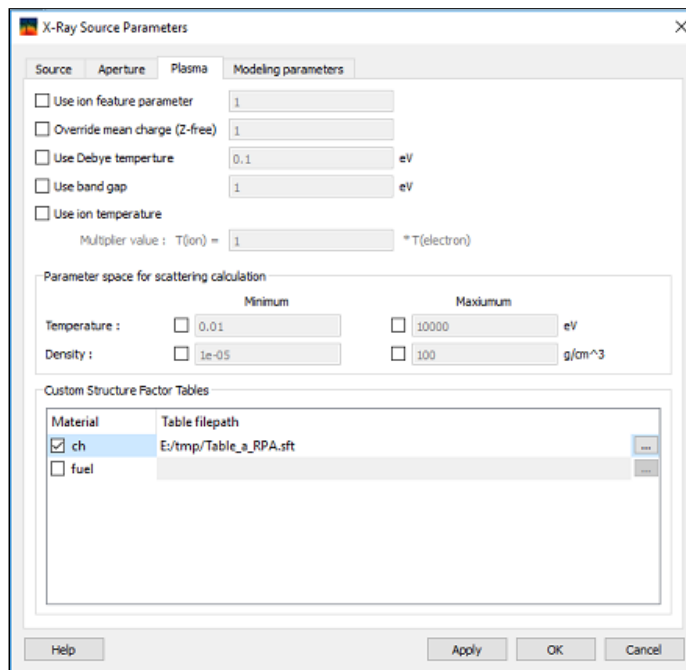 X-Ray Source Parameters
Source Aperture Plasma Modeling parameters
Use ion feature parameter 1
Override mean charge (Z-free) 1
Use Debye temperture 0.1 eV
Use band gap 1 eV
Use ion temperature
Multiplier value : T(ion) = 1 *T(electron)
Parameter space for scattering calculation
Minimum Maxiumum
Temperature : 0.01 10000 eV
Density : 1e-05 100 g/cm^3
Custom Structure Factor Tables
Material Table filepath
ch E:/tmp/Table_a_RPA.sft ...
fuel ...
Help Apply OK Cancel